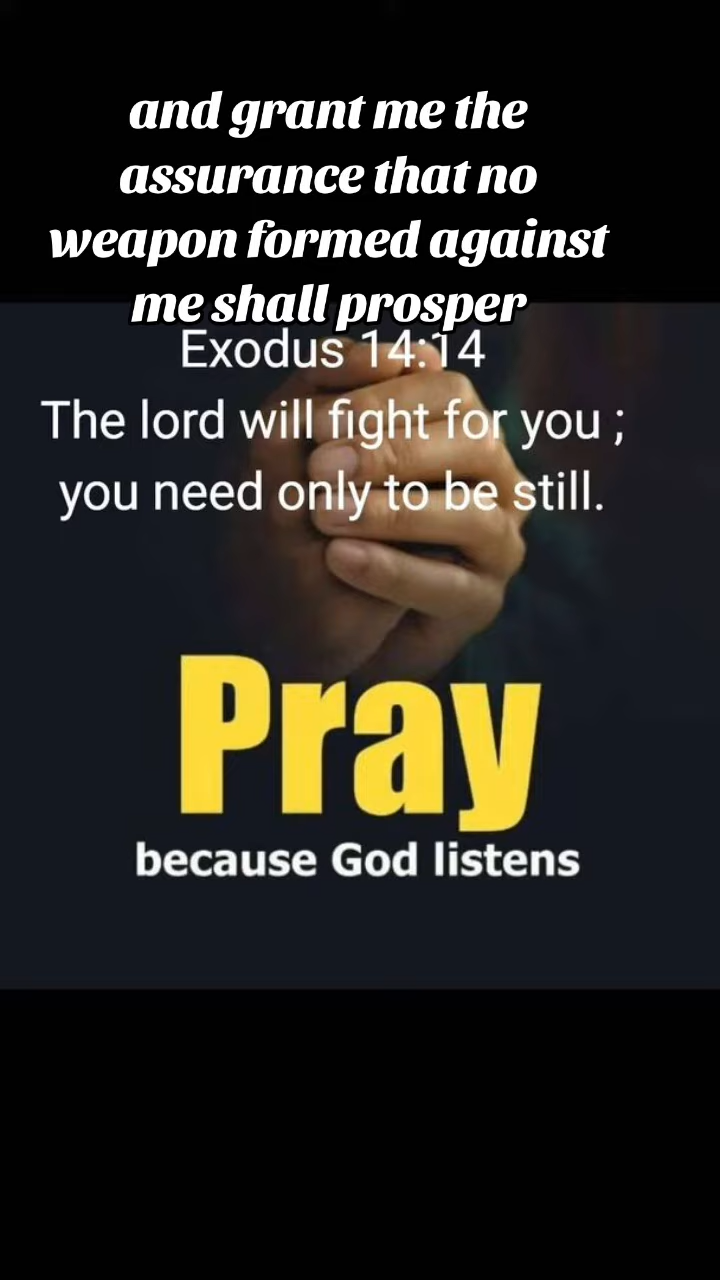 and grant me the
assurance that no
weapon formed against
me shall prosper
Exodus 14:14
The lord will fight for you ;
you need only to be still.
Pray
because God listens